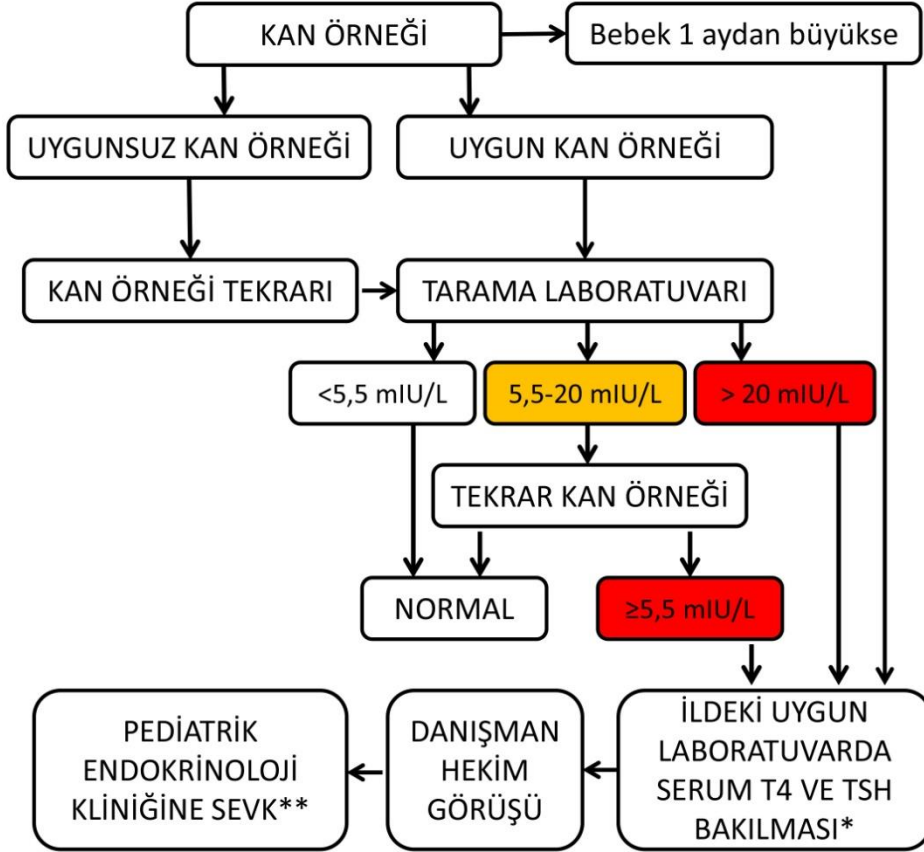 KAN ÖRNEĞİ
Bebek 1 aydan büyükse
UYGUNSUZ KAN ÖRNEĞİ
UYGUN KAN ÖRNEĞİ
KAN ÖRNEĞİ TEKRARI
TARAMA LABORATUVARI
<5,5 mIU/L
5,5-20 mIU/L
> 20 mIU/L
TEKRAR KAN ÖRNEĞİ
NORMAL
≥5,5 mIU/L
PEDİATRİK
ENDOKRİNOLOJİ
KLİNİĞİNE SEVK**
DANIŞMAN
HEKİM
GÖRÜŞÜ
İLDEKİ UYGUN
LABORATUVARDA
SERUM T4 VE TSH
BAKILMASI*